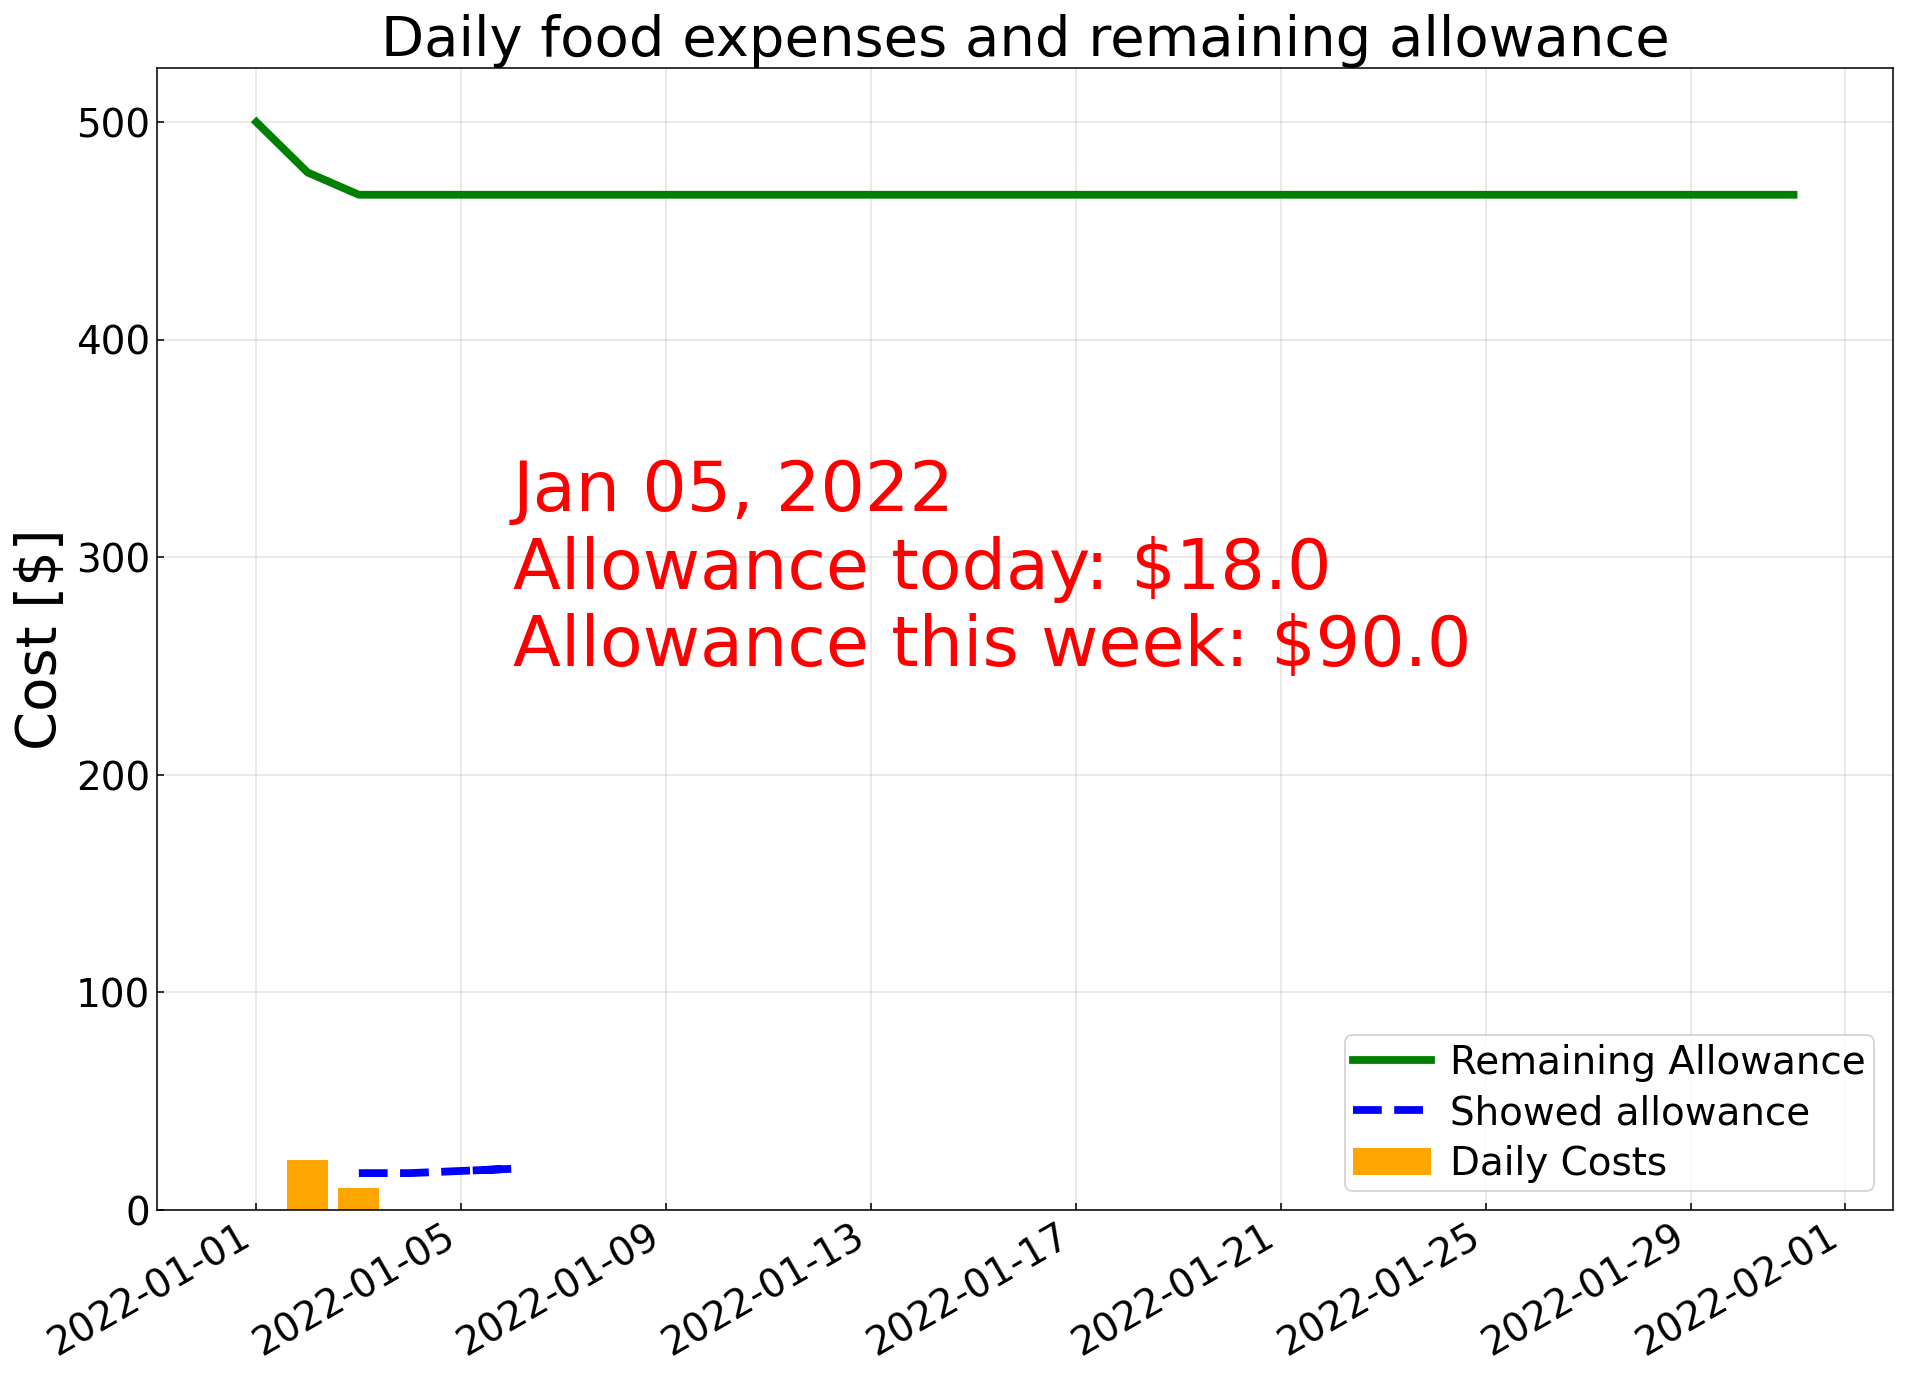 Daily food expenses and remaining allowance
Cost [$]
500
400
300
200
100
0
Jan 05, 2022
Allowance today: $18.0
Allowance this week: $90.0
Remaining Allowance
Showed allowance
Daily Costs
2022-01-01
2022-01-05
2022-01-09
2022-01-13
2022-01-17
2022-01-21
2022-01-25
2022-01-29
2022-02-01